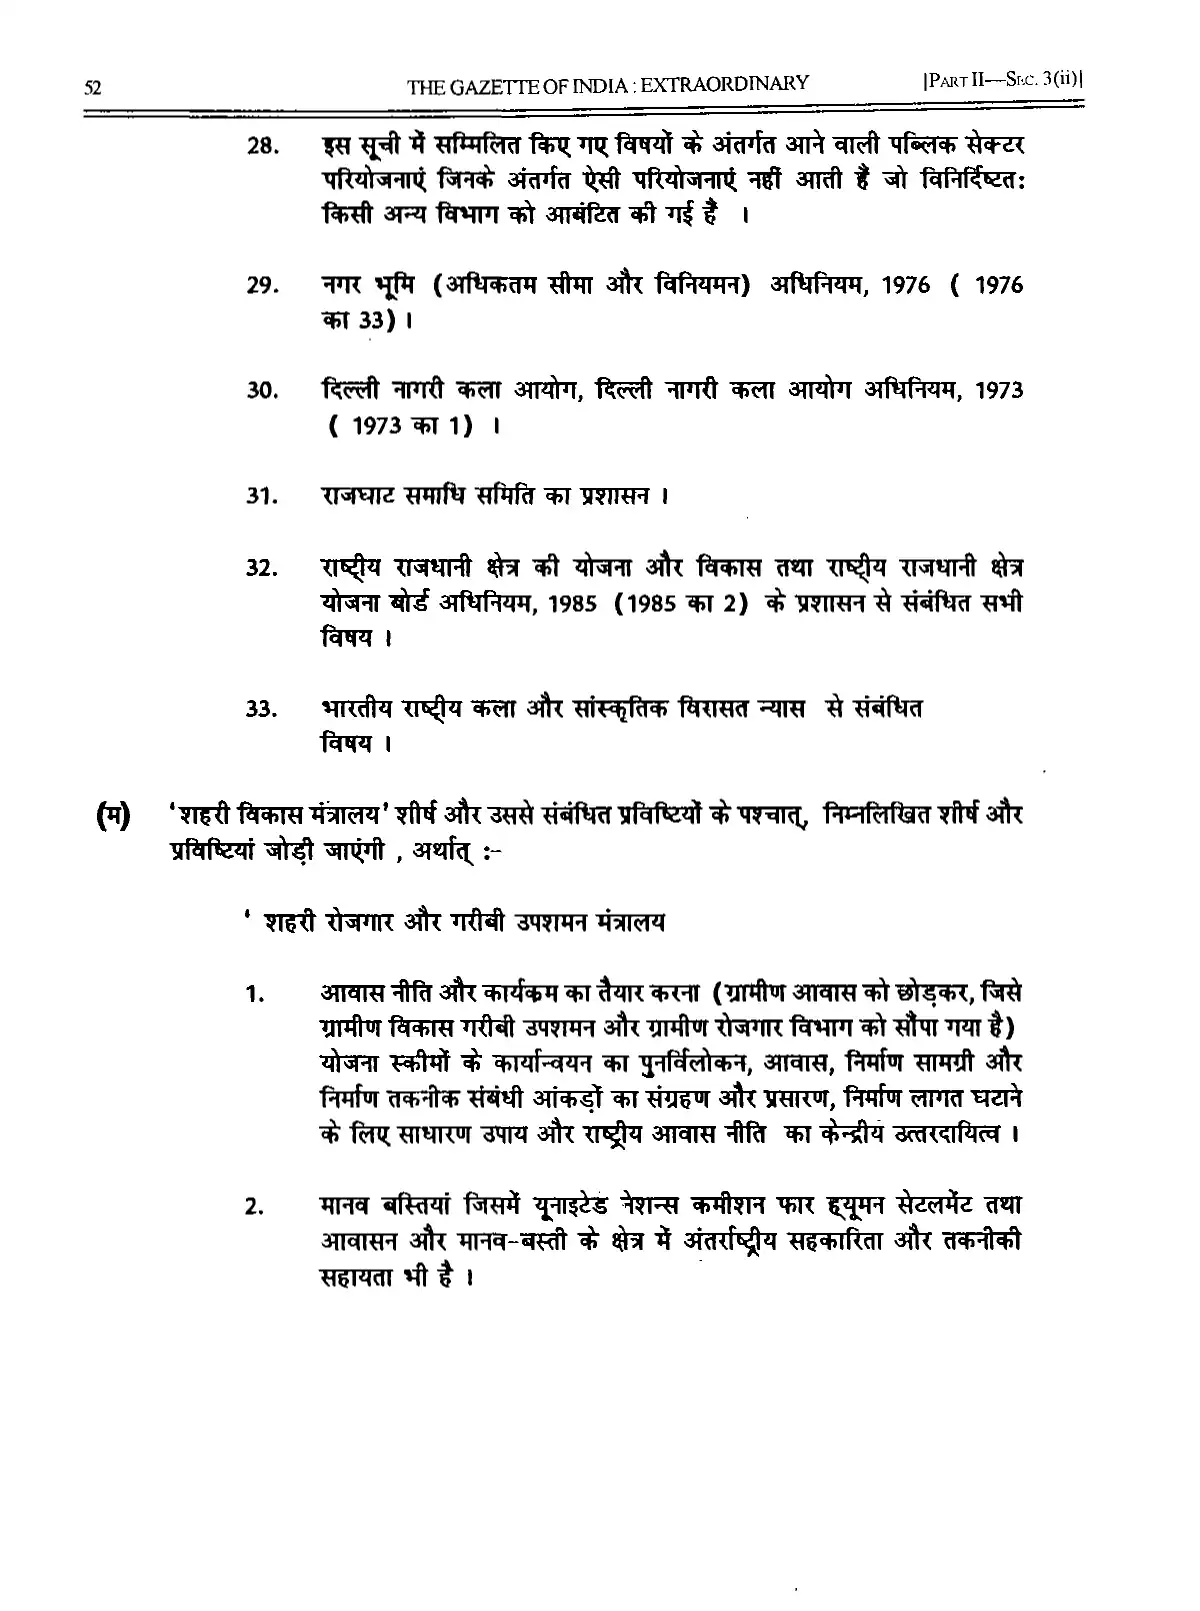 52 THE GAZETTE OF INDIA : EXTRAORDINARY [PART II—SEC. 3(ii)]
28. इस सूची में सम्मिलित किए गए विषयों के अंतर्गत आने वाली पब्लिक सेक्टर
परियोजनाएं जिनके अंतर्गत ऐसी परियोजनाएं नहीं आती हैं जो विनिर्दिष्टत:
किसी अन्य विभाग को आबंटित की गई हैं ।
29. नगर भूमि (अधिकतम सीमा और विनियमन) अधिनियम, 1976 ( 1976
का 33) ।
30. दिल्ली नागरी कला आयोग, दिल्ली नागरी कला आयोग अधिनियम, 1973
( 1973 का 1) ।
31. राजघाट समाधि समिति का प्रशासन ।
32. राष्ट्रीय राजधानी क्षेत्र की योजना और विकास तथा राष्ट्रीय राजधानी क्षेत्र
योजना बोर्ड अधिनियम, 1985 (1985 का 2) के प्रशासन से संबंधित सभी
विषय ।
33. भारतीय राष्ट्रीय कला और सांस्कृतिक विरासत न्यास से संबंधित
विषय ।
(म) ‘शहरी विकास मंत्रालय’ शीर्ष और उससे संबंधित प्रविष्टियों के पश्चात्, निम्नलिखित शीर्ष और
प्रविष्टियां जोड़ी जाएंगी , अर्थात् :-
‘ शहरी रोजगार और गरीबी उपशमन मंत्रालय
1. आवास नीति और कार्यकम का तैयार करना (ग्रामीण आवास को छोड़कर, जिसे
ग्रामीण विकास गरीबी उपशमन और ग्रामीण रोजगार विभाग को सौंपा गया है)
योजना स्कीमों के कार्यान्वयन का पुनर्विलोकन, आवास, निर्माण सामग्री और
निर्माण तकनीक संबंधी आंकड़ों का संग्रहण और प्रसारण, निर्माण लागत घटाने
के लिए साधारण उपाय और राष्ट्रीय आवास नीति का केन्द्रीय उत्तरदायित्व ।
2. मानव बस्तियां जिसमें यूनाइटेड नेशन्स कमीशन फार ह्यूमन सेटलमेंट तथा
आवासन और मानव-बस्ती के क्षेत्र में अंतर्राष्ट्रीय सहकारिता और तकनीकी
सहायता भी है ।